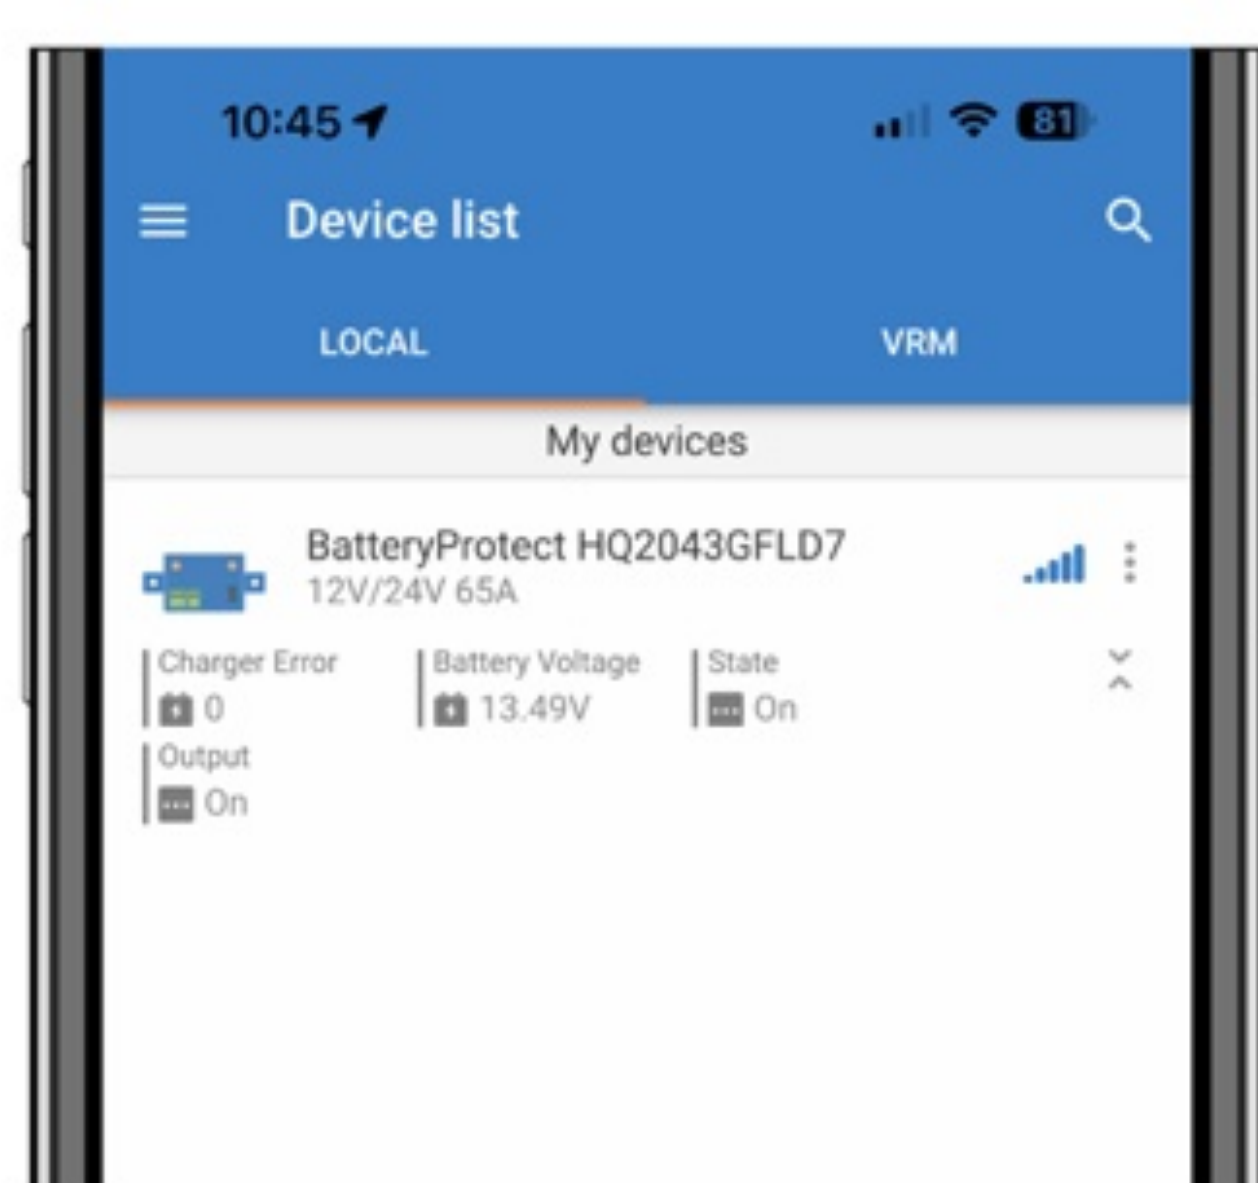 10:45 81
Device list
LOCAL VRM
My devices
BatteryProtect HQ2043GFLD7
12V/24V 65A
Charger Error Battery Voltage State
0 13.49V On
Output
On